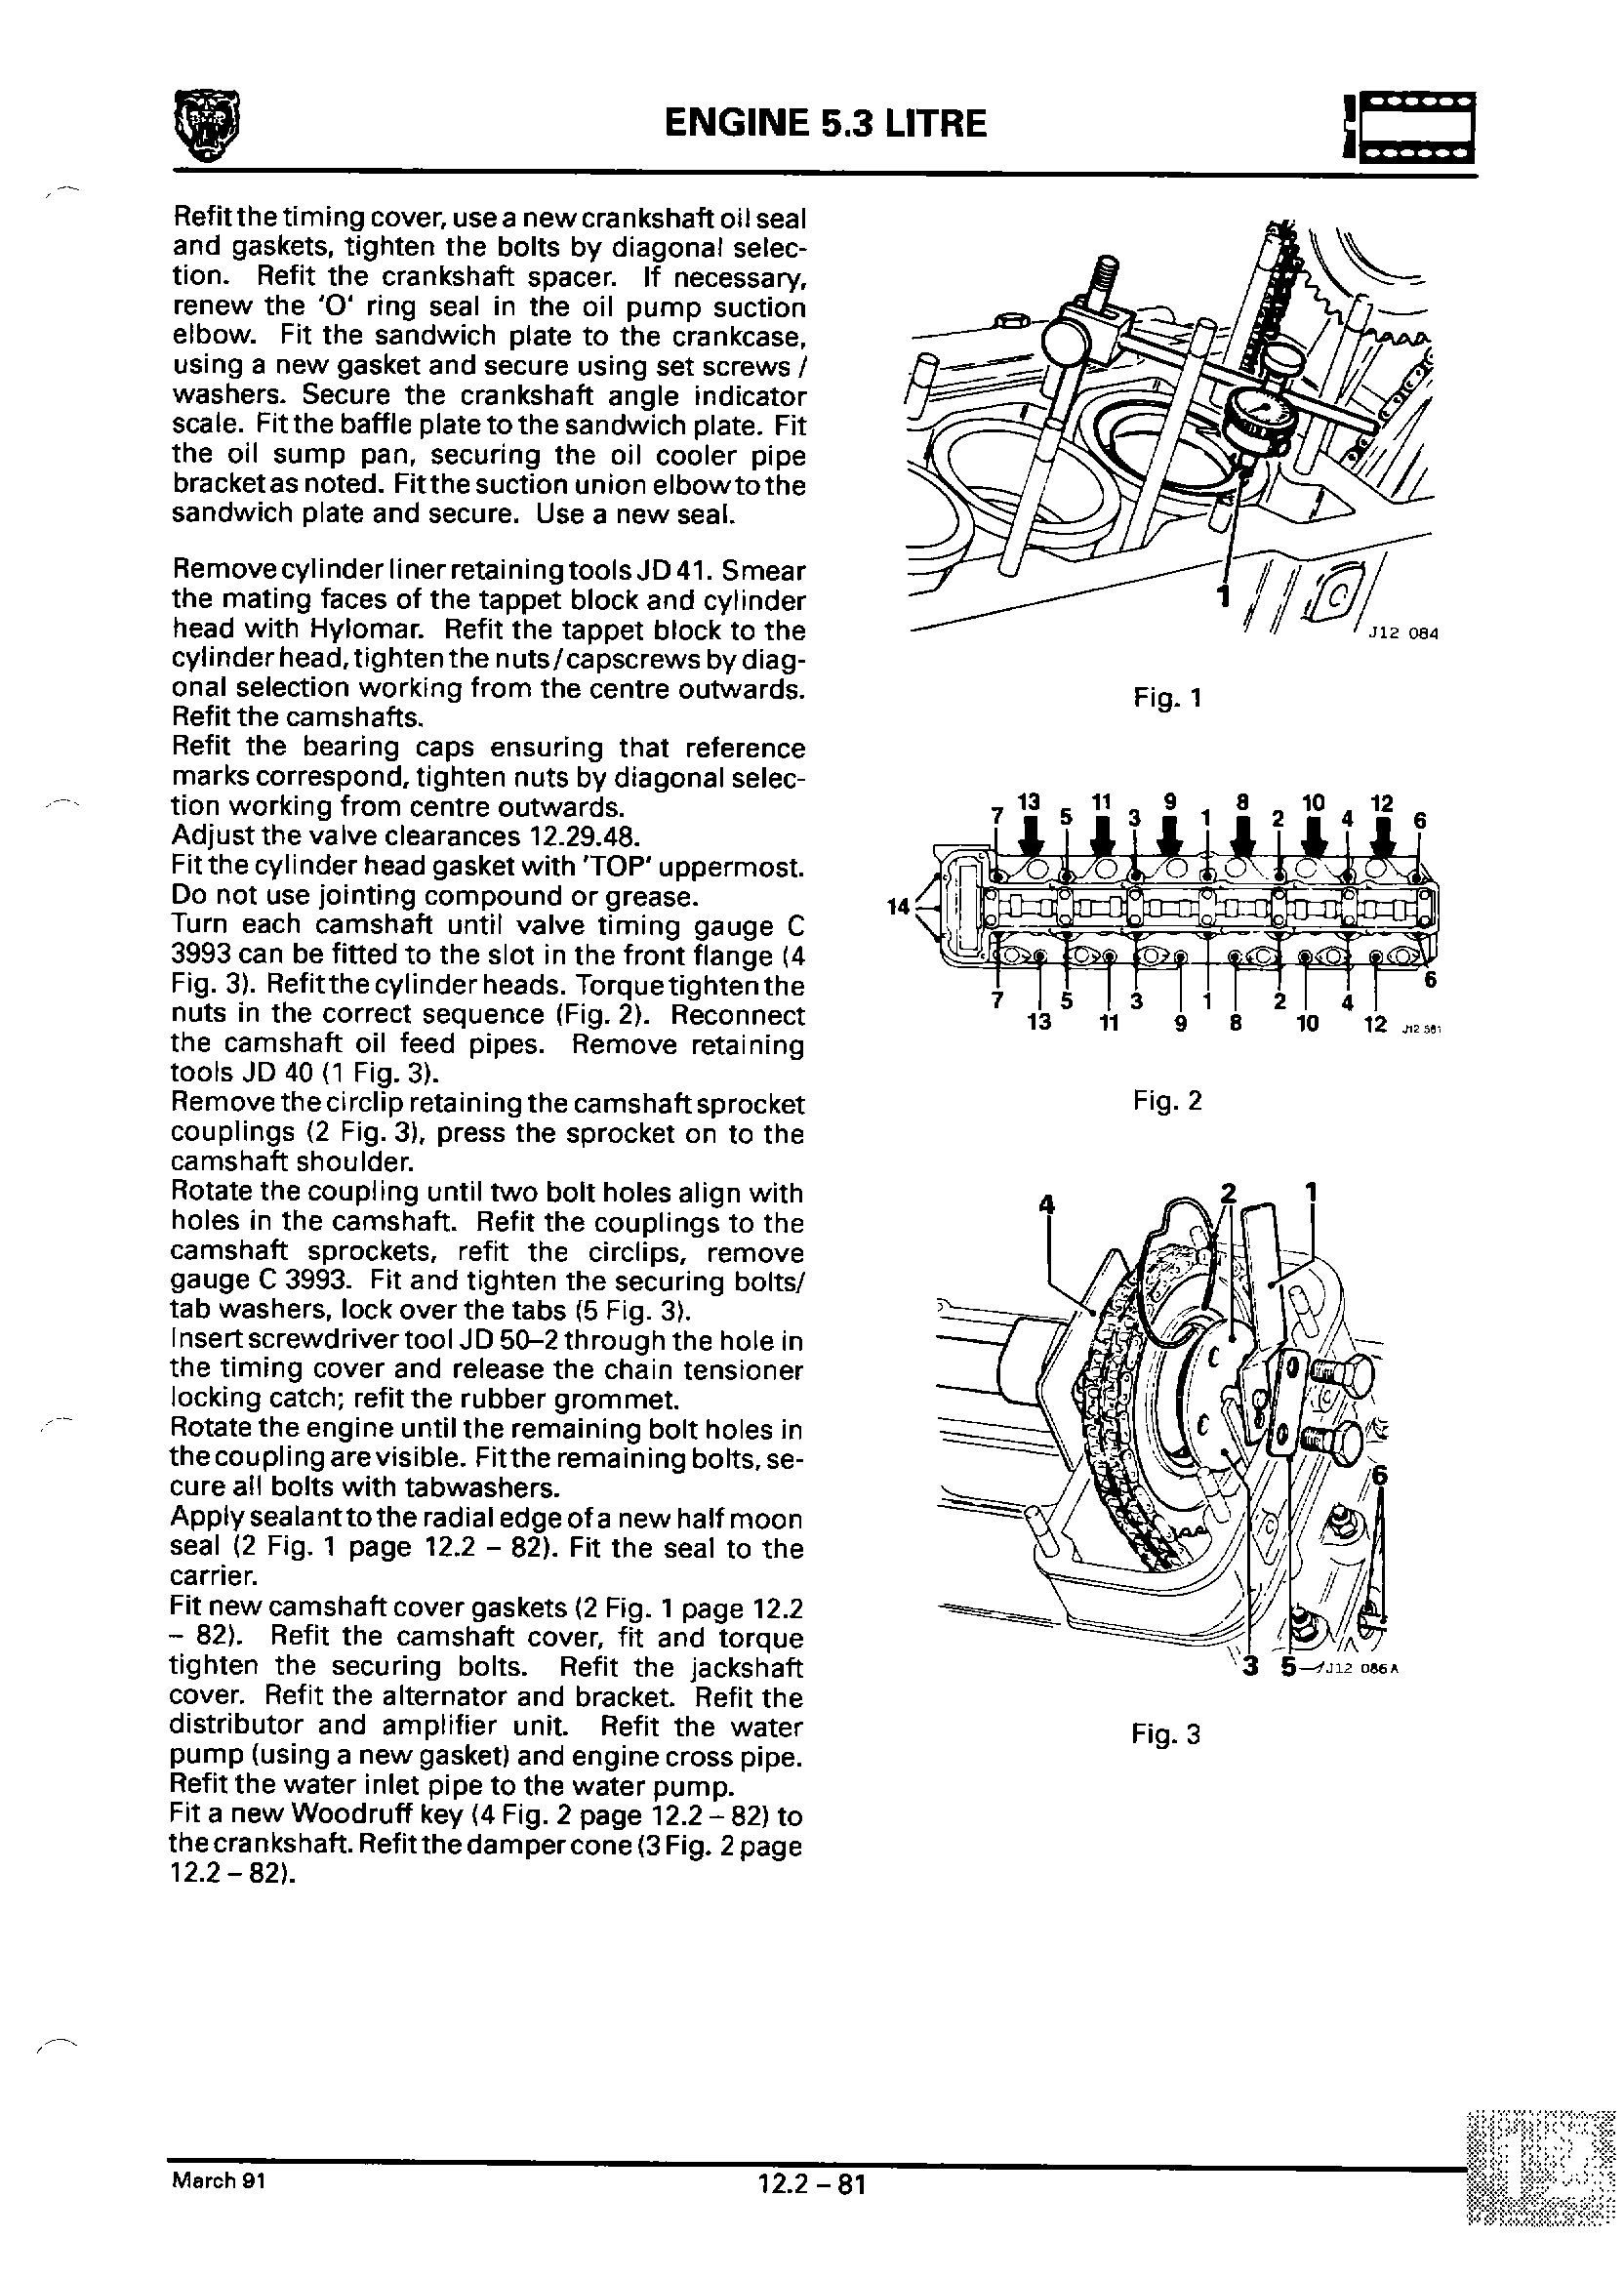 ENGINE 5.3 LITRE
Refit the timing cover, use a new crankshaft oil seal
and gaskets, tighten the bolts by diagonal selec-
tion. Refit the crankshaft spacer. If necessary,
renew the 'O' ring seal in the oil pump suction
elbow. Fit the sandwich plate to the crankcase,
using a new gasket and secure using set screws /
washers. Secure the crankshaft angle indicator
scale. Fit the baffle plate to the sandwich plate. Fit
the oil sump pan, securing the oil cooler pipe
bracket as noted. Fit the suction union elbow to the
sandwich plate and secure. Use a new seal.
Remove cylinder liner retaining tools JD 41. Smear
the mating faces of the tappet block and cylinder
head with Hylomar. Refit the tappet block to the
cylinder head, tighten the nuts / capscrews by diag-
onal selection working from the centre outwards.
Refit the camshafts.
Refit the bearing caps ensuring that reference
marks correspond, tighten nuts by diagonal selec-
tion working from centre outwards.
Adjust the valve clearances 12.29.48.
Fit the cylinder head gasket with 'TOP' uppermost.
Do not use jointing compound or grease.
Turn each camshaft until valve timing gauge C
3993 can be fitted to the slot in the front flange (4
Fig. 3). Refit the cylinder heads. Torque tighten the
nuts in the correct sequence (Fig. 2). Reconnect
the camshaft oil feed pipes. Remove retaining
tools JD 40 (1 Fig. 3).
Remove the circlip retaining the camshaft sprocket
couplings (2 Fig. 3), press the sprocket on to the
camshaft shoulder.
Rotate the coupling until two bolt holes align with
holes in the camshaft. Refit the couplings to the
camshaft sprockets, refit the circlips, remove
gauge C 3993. Fit and tighten the securing bolts/
tab washers, lock over the tabs (5 Fig. 3).
Insert screwdriver tool JD 50–2 through the hole in
the timing cover and release the chain tensioner
locking catch; refit the rubber grommet.
Rotate the engine until the remaining bolt holes in
the coupling are visible. Fit the remaining bolts, se-
cure all bolts with tabwashers.
Apply sealant to the radial edge of a new half moon
seal (2 Fig. 1 page 12.2 – 82). Fit the seal to the
carrier.
Fit new camshaft cover gaskets (2 Fig. 1 page 12.2
– 82). Refit the camshaft cover, fit and torque
tighten the securing bolts. Refit the jackshaft
cover. Refit the alternator and bracket. Refit the
distributor and amplifier unit. Refit the water
pump (using a new gasket) and engine cross pipe.
Refit the water inlet pipe to the water pump.
Fit a new Woodruff key (4 Fig. 2 page 12.2 – 82) to
the crankshaft. Refit the damper cone (3 Fig. 2 page
12.2 – 82).
1
J12 084
Fig. 1
13 11 9 8 10 12
7 5 3 1 2 4 6
14
6
7 5 3 1 2 4
13 11 9 8 10 12
J12 581
Fig. 2
4 2 1
6
3 5 J12 086A
Fig. 3
March 91
12.2 – 81